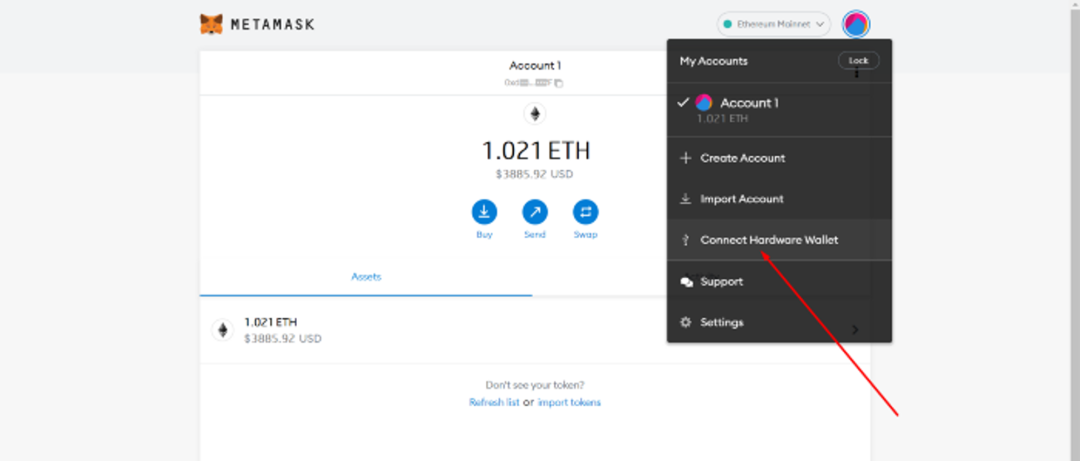 METAMASK
Ethereum Mainnet
Account 1
1.021 ETH
$3885.92 USD
Buy
Send
Swap
Assets
1.021 ETH
$3885.92 USD
Don't see your token?
Refresh list or import tokens
My Accounts
Lock
Account 1
1.021 ETH
Create Account
Import Account
Connect Hardware Wallet
Support
Settings